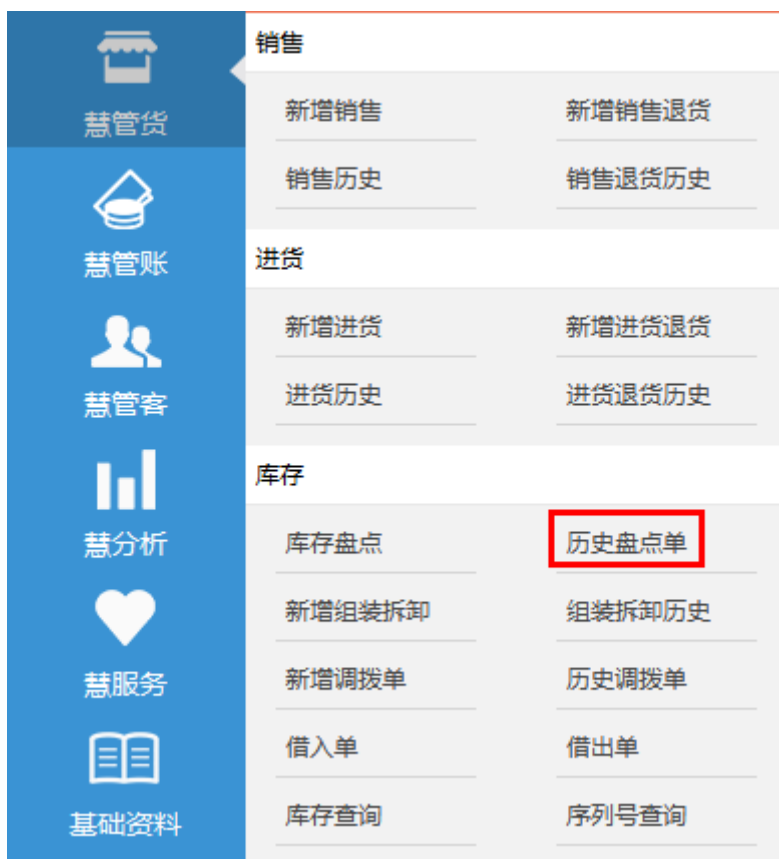 慧管货
慧管账
慧管客
慧分析
慧服务
基础资料
销售
新增销售 新增销售退货
销售历史 销售退货历史
进货
新增进货 新增进货退货
进货历史 进货退货历史
库存
库存盘点 历史盘点单
新增组装拆卸 组装拆卸历史
新增调拨单 历史调拨单
借入单 借出单
库存查询 序列号查询